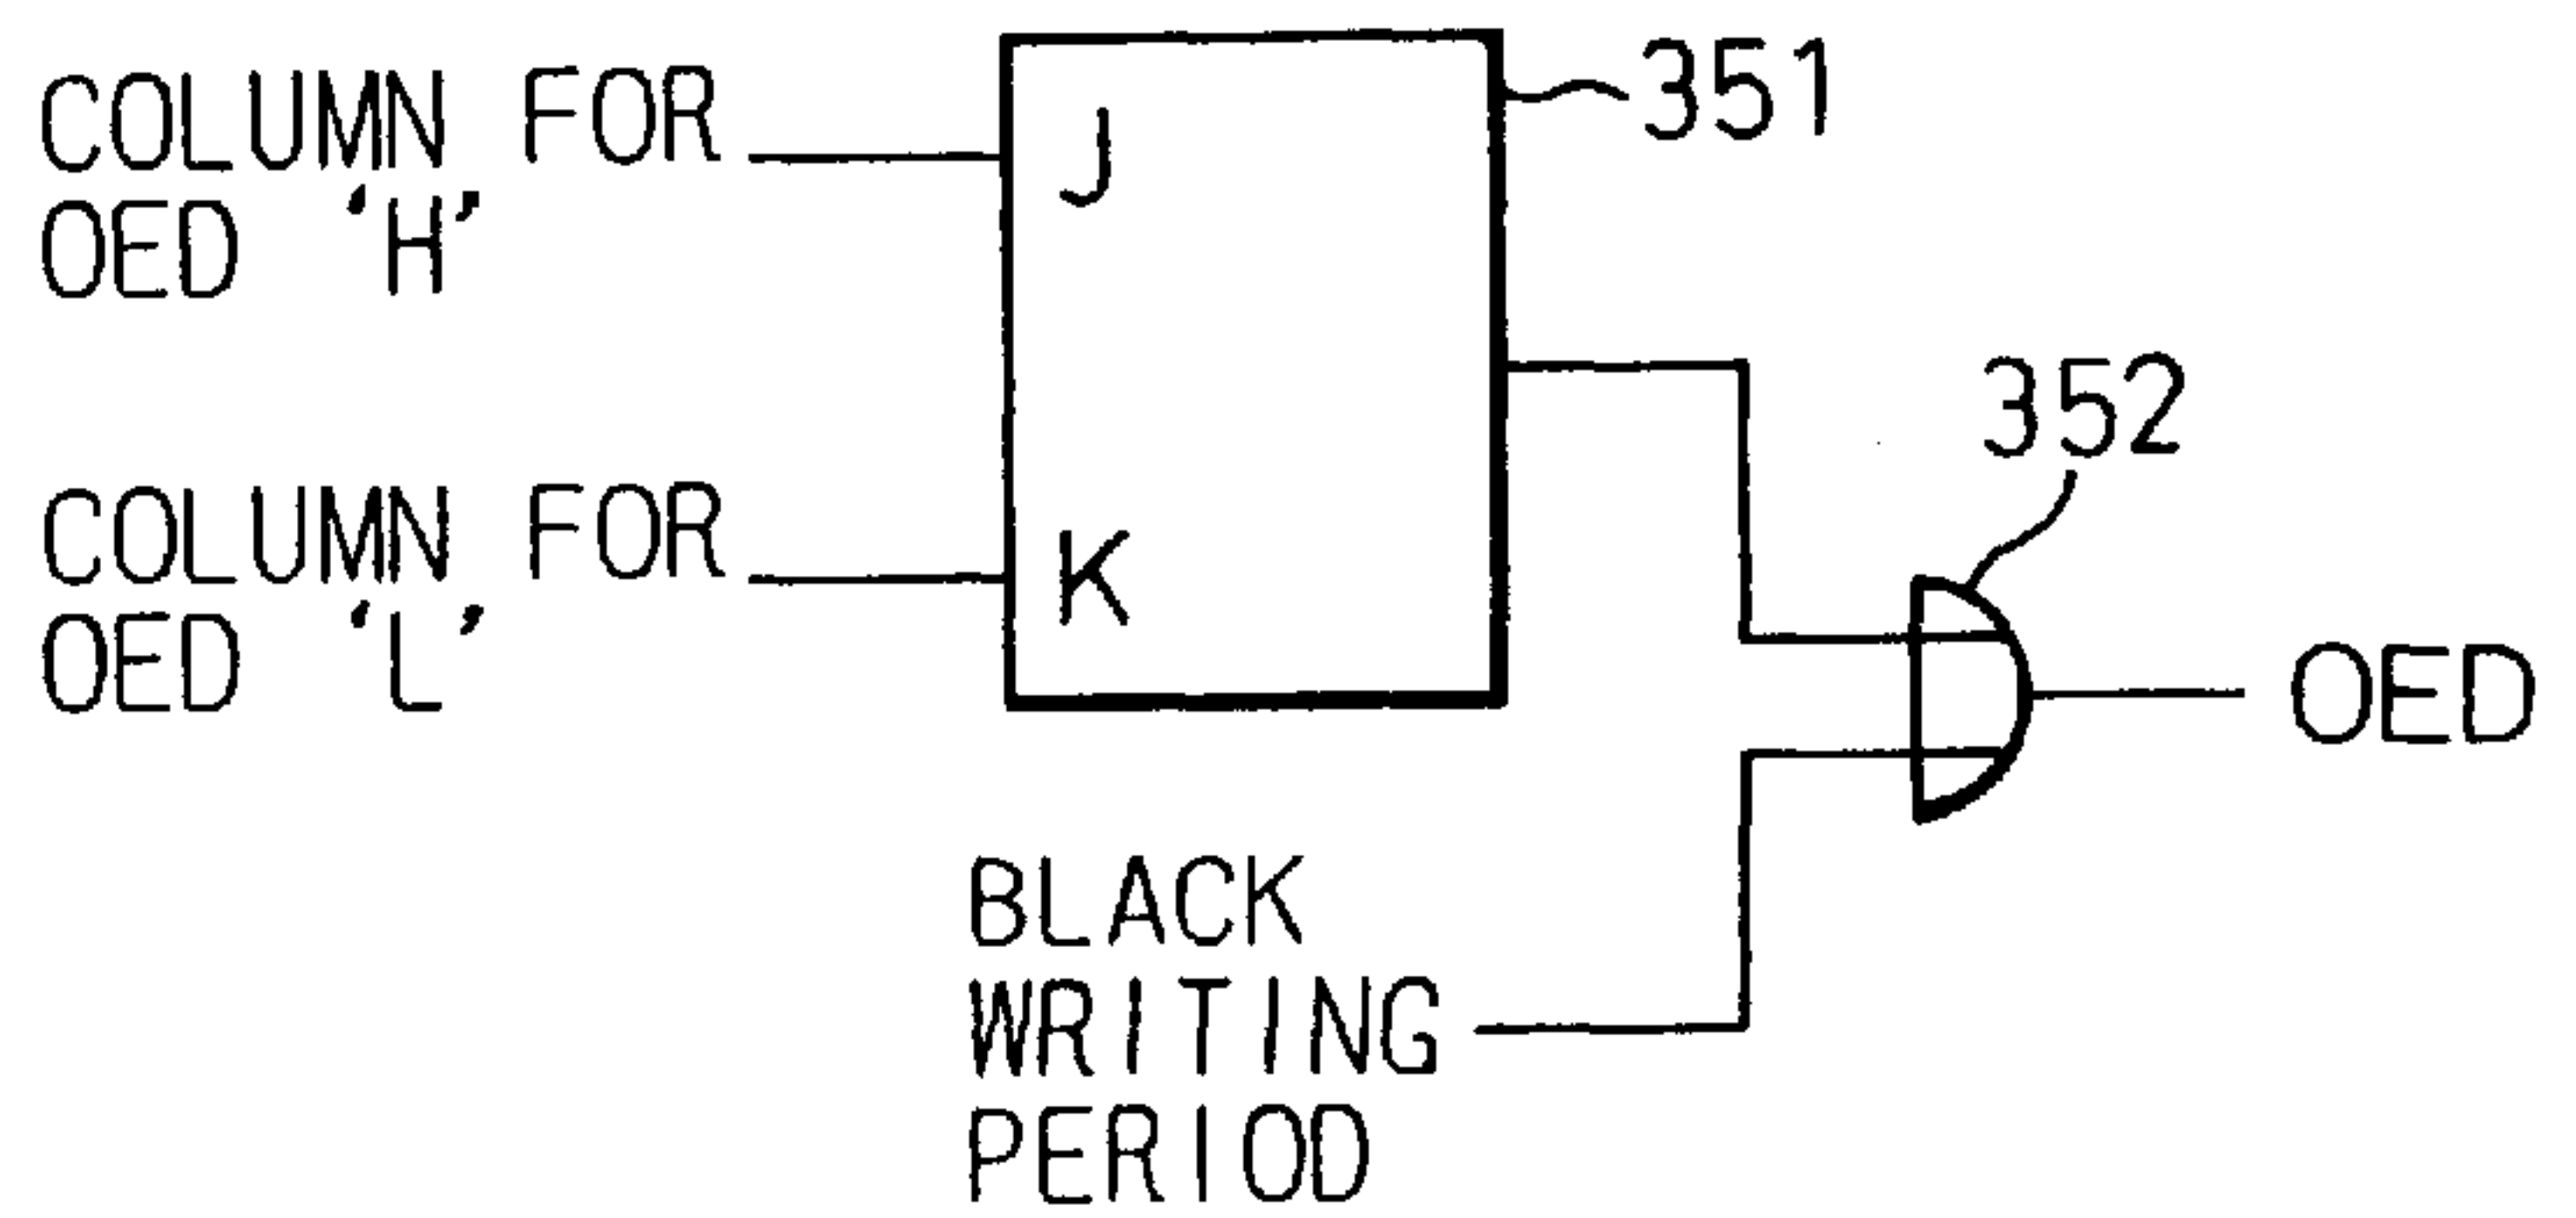 COLUMN FOR
OED 'H'
J
351
COLUMN FOR
OED 'L'
K
352
OED
BLACK
WRITING
PERIOD